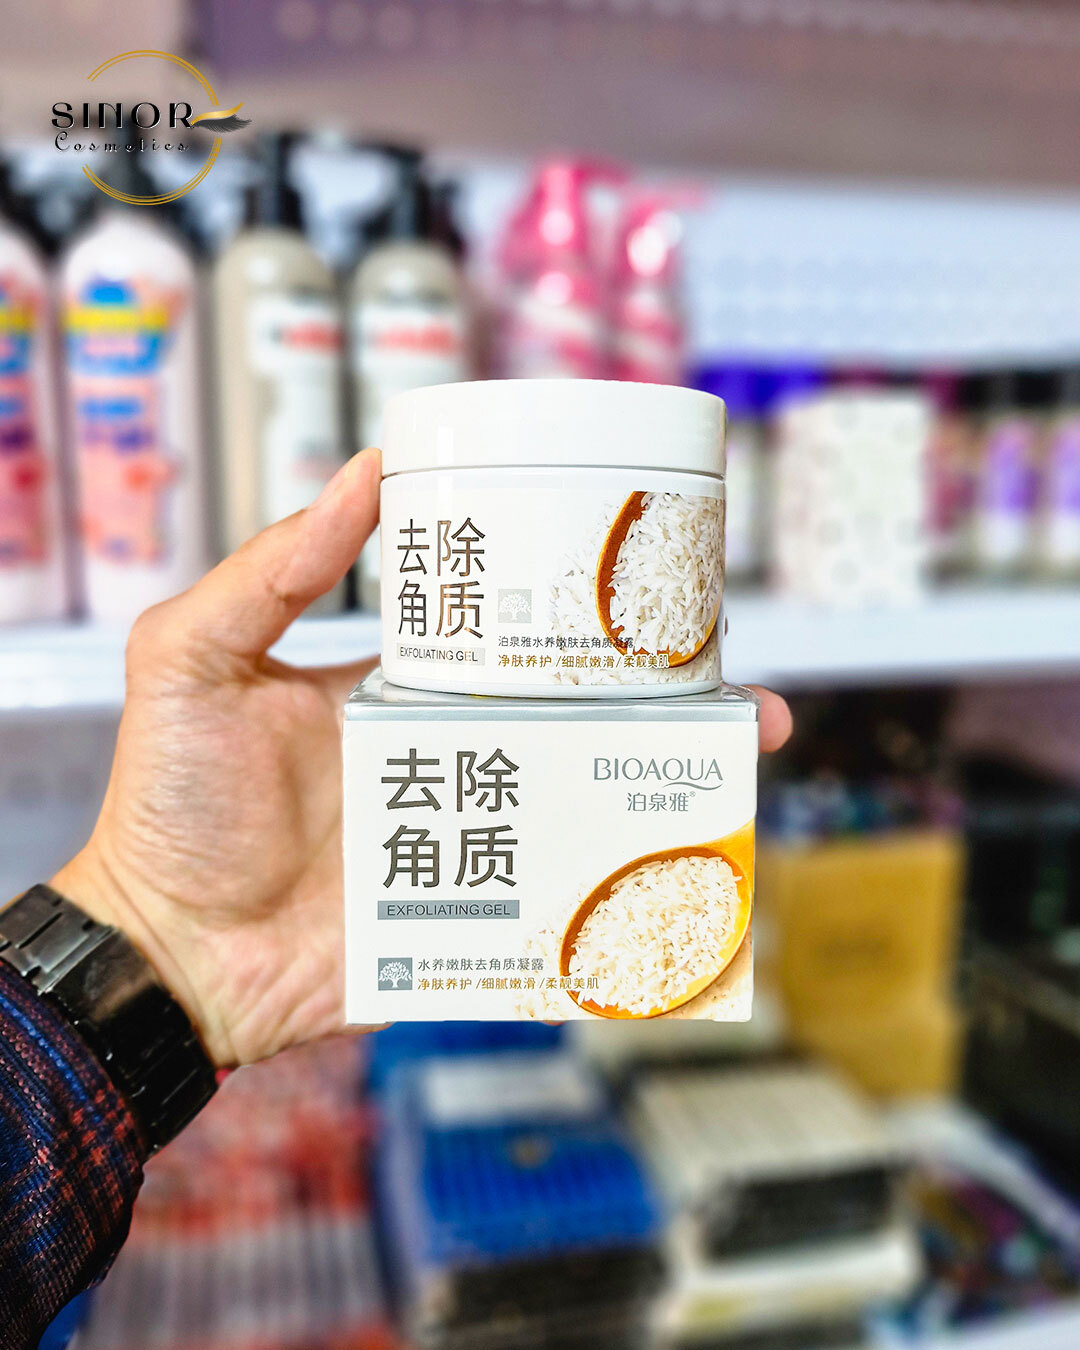 SINOR
Cosmetics
去除
角质
EXFOLIATING GEL
泊泉雅水养嫩肤去角质凝露
净肤养护/细腻嫩滑/柔靓美肌
去除
角质
EXFOLIATING GEL
BIOAQUA
泊泉雅®
水养嫩肤去角质凝露
净肤养护/细腻嫩滑/柔靓美肌